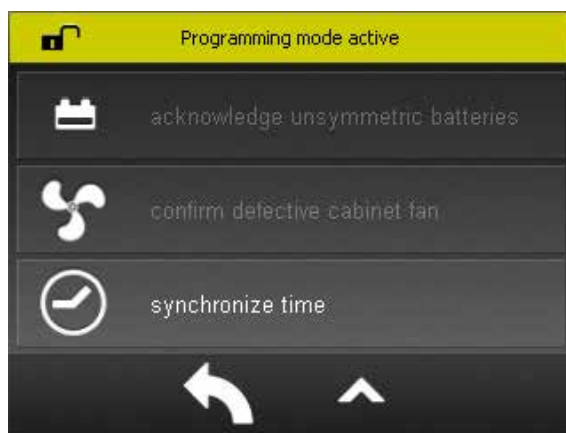 Programming mode active
acknowledge unsymmetric batteries
confirm defective cabinet fan
synchronize time